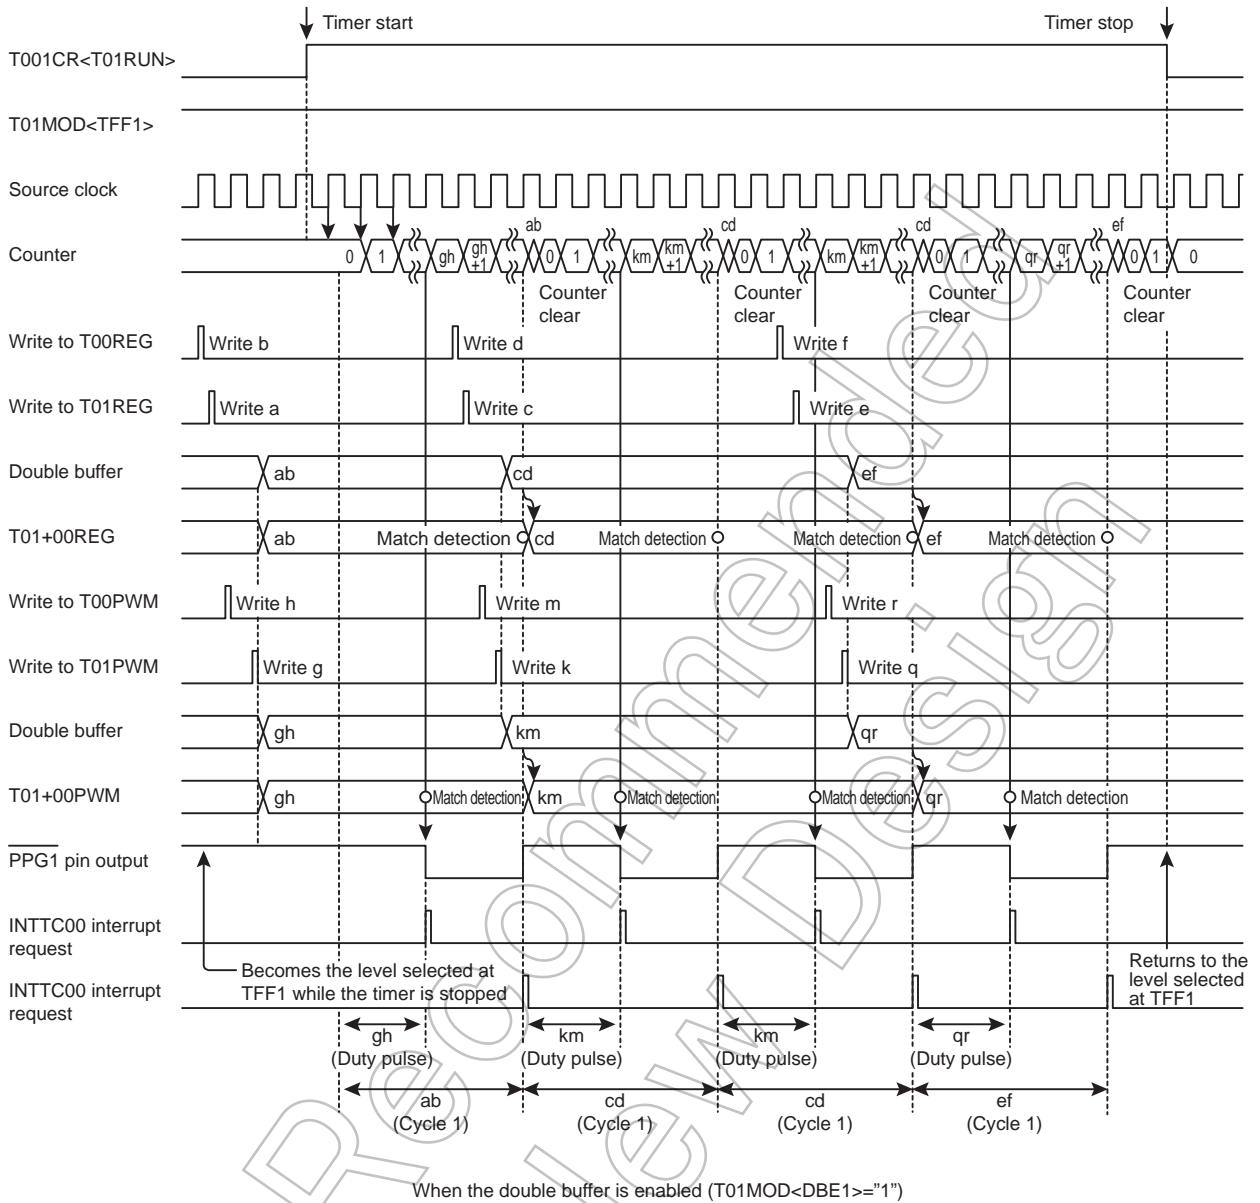 Timer start
Timer stop
T001CR<T01RUN>
T01MOD<TFF1>
Source clock
ab cd cd ef
Counter 0 1 gh gh+1 0 1 km km+1 0 1 km km+1 0 1 qr qr+1 0 1 0
Counter clear Counter clear Counter clear Counter clear
Write to T00REG Write b Write d Write f
Write to T01REG Write a Write c Write e
Double buffer ab cd ef
T01+00REG ab Match detection cd Match detection Match detection ef Match detection
Write to T00PWM Write h Write m Write r
Write to T01PWM Write g Write k Write q
Double buffer gh km qr
T01+00PWM gh Match detection km Match detection Match detection qr Match detection
PPG1 pin output
INTTC00 interrupt
request
Becomes the level selected at
TFF1 while the timer is stopped
Returns to the
level selected
at TFF1
INTTC00 interrupt
request
gh km km qr
(Duty pulse) (Duty pulse) (Duty pulse) (Duty pulse)
ab cd cd ef
(Cycle 1) (Cycle 1) (Cycle 1) (Cycle 1)
When the double buffer is enabled (T01MOD<DBE1>="1")
Recommended
New Design